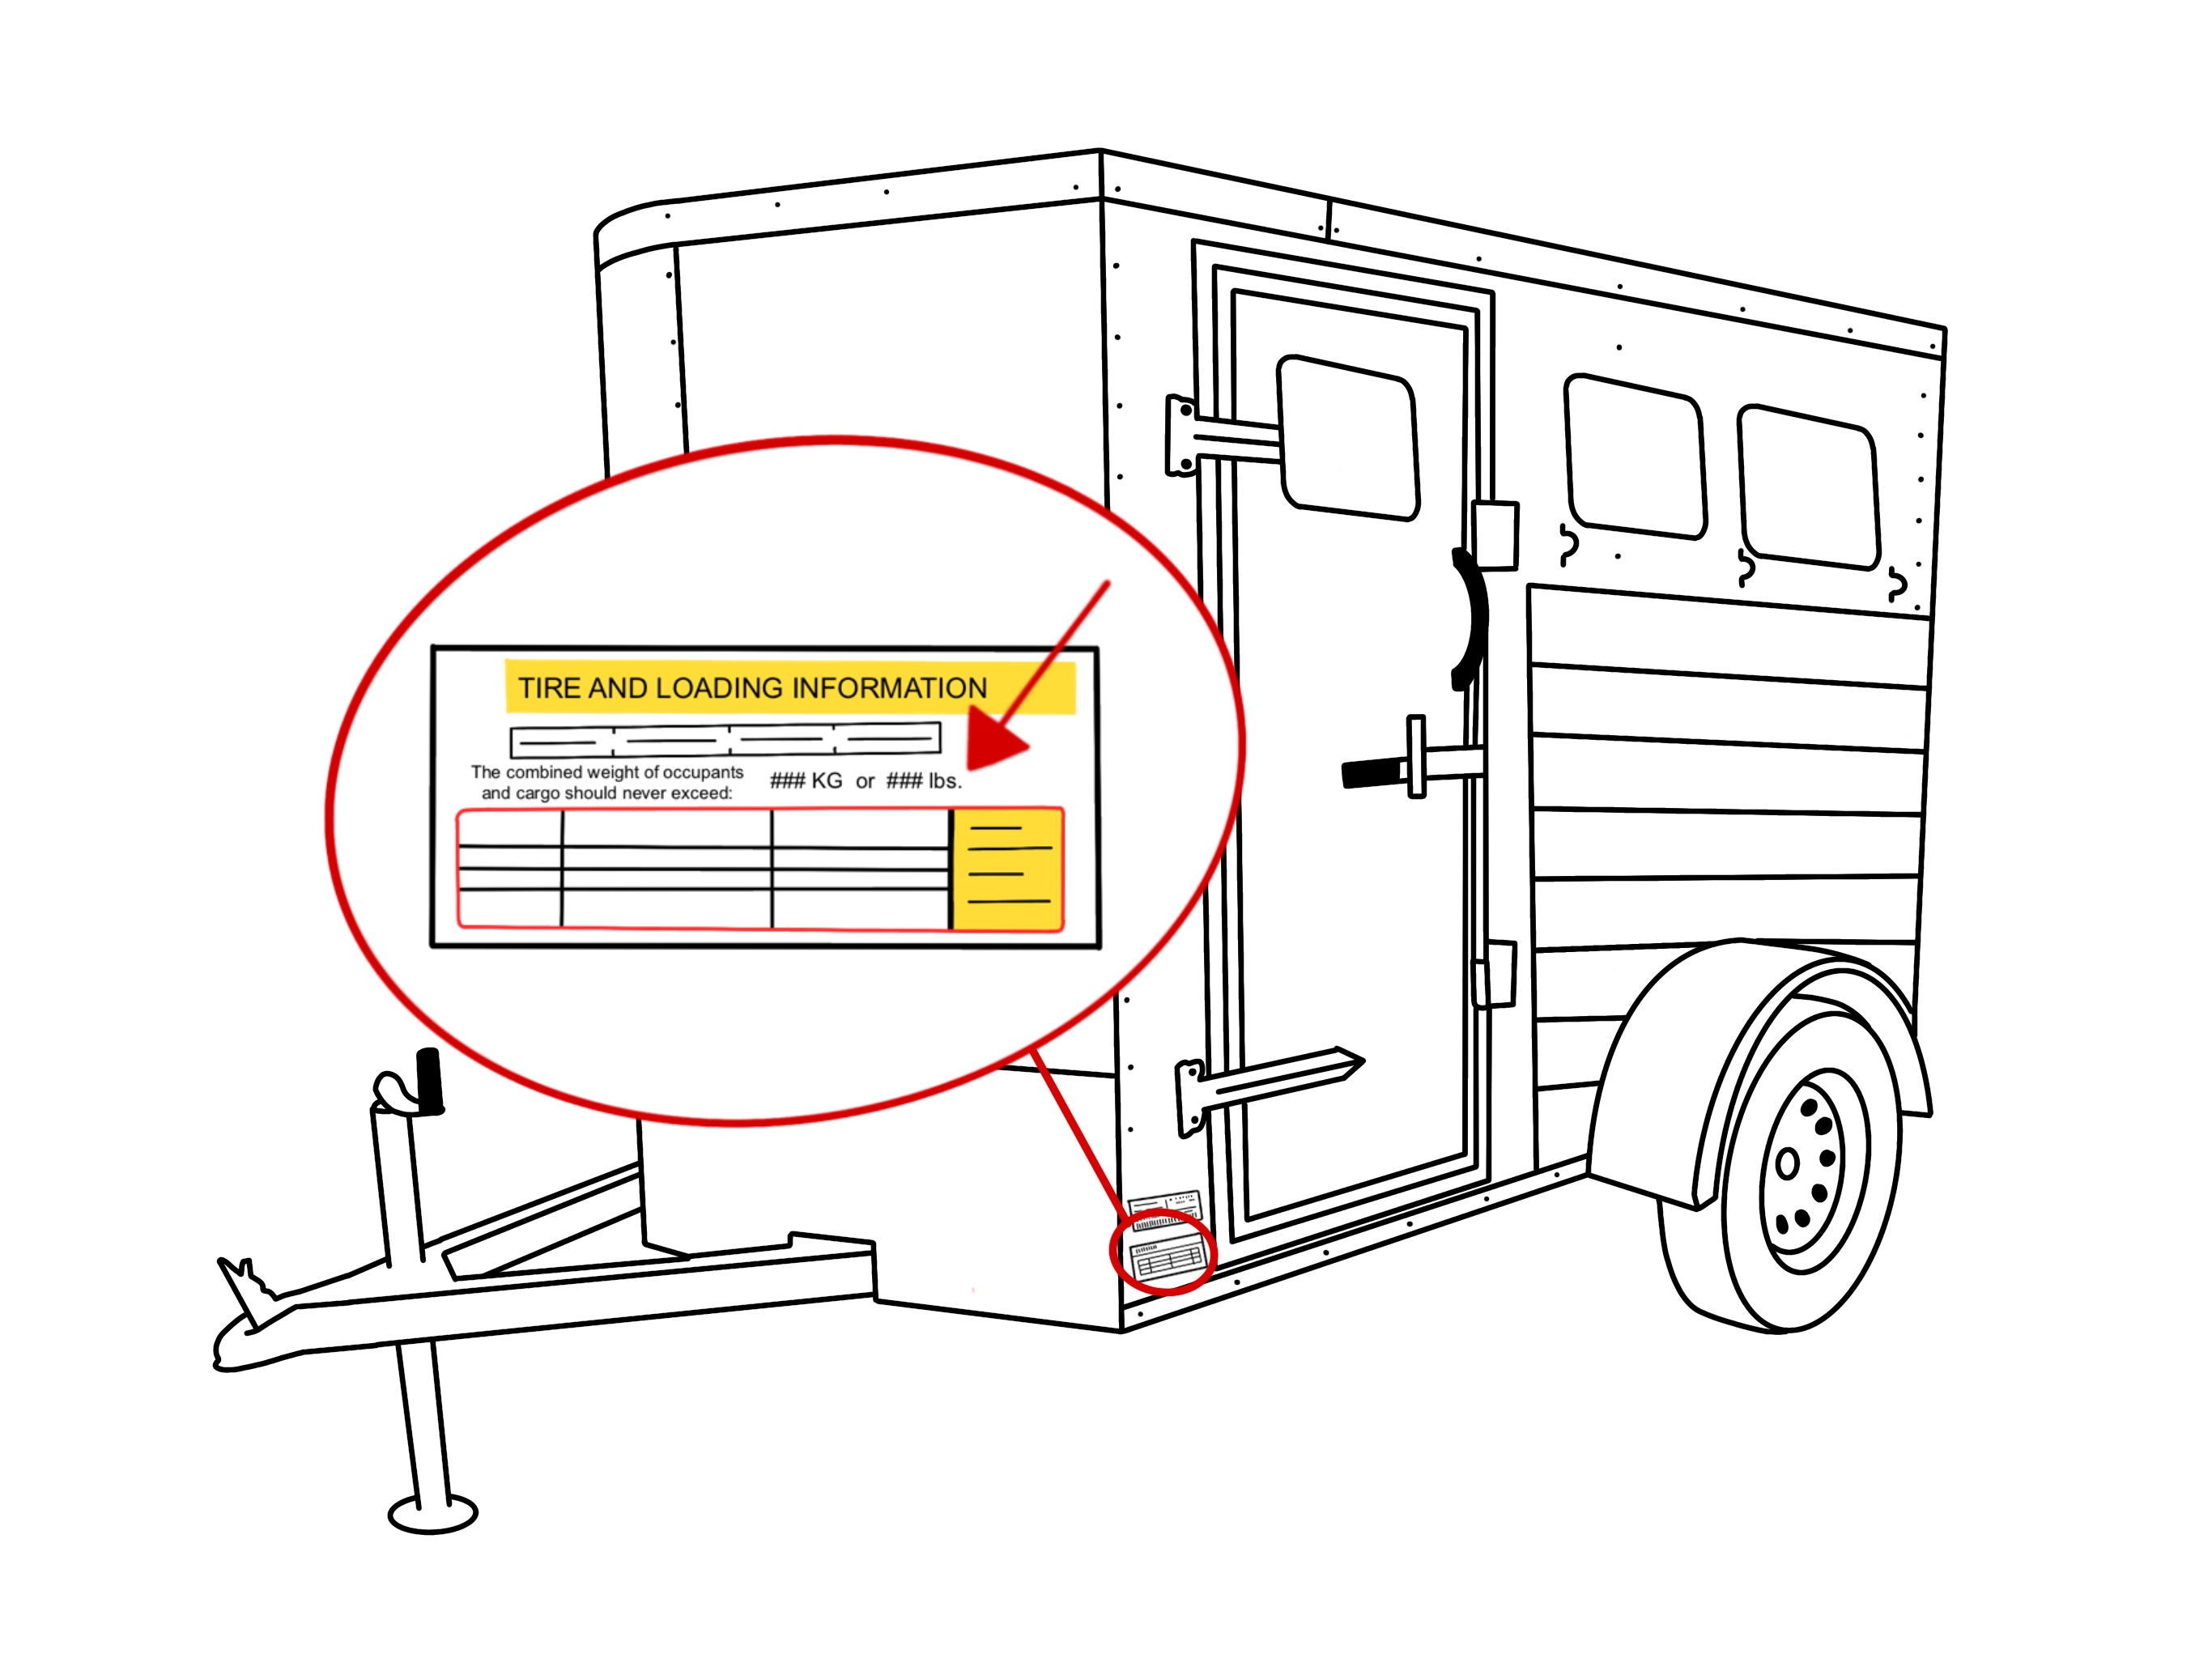 TIRE AND LOADING INFORMATION
The combined weight of occupants
and cargo should never exceed:
### KG or ### lbs.